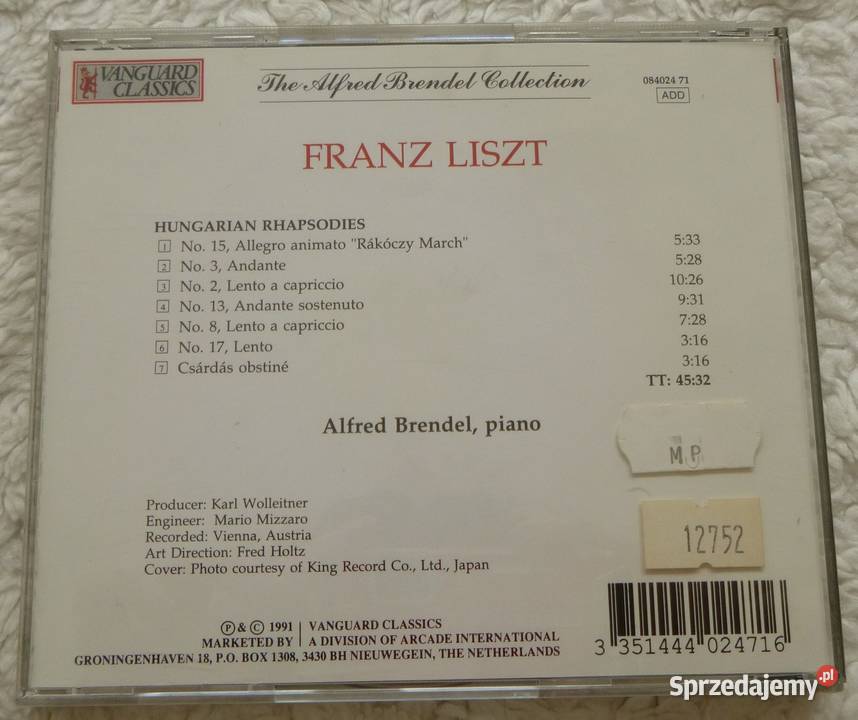 VANGUARD
CLASSICS
The Alfred Brendel Collection
084024 71
ADD
FRANZ LISZT
HUNGARIAN RHAPSODIES
1 No. 15, Allegro animato "Rákóczy March" 5:33
2 No. 3, Andante 5:28
3 No. 2, Lento a capriccio 10:26
4 No. 13, Andante sostenuto 9:31
5 No. 8, Lento a capriccio 7:28
6 No. 17, Lento 3:16
7 Csárdás obstiné 3:16
TT: 45:32
Alfred Brendel, piano
MP
12752
Producer: Karl Wolleitner
Engineer: Mario Mizzaro
Recorded: Vienna, Austria
Art Direction: Fred Holtz
Cover: Photo courtesy of King Record Co., Ltd., Japan
Ⓟ & © 1991 | VANGUARD CLASSICS
MARKETED BY | A DIVISION OF ARCADE INTERNATIONAL
GRONINGENHAVEN 18, P.O. BOX 1308, 3430 BH NIEUWEGEIN, THE NETHERLANDS
3 351444 024716
Sprzedajemy.pl